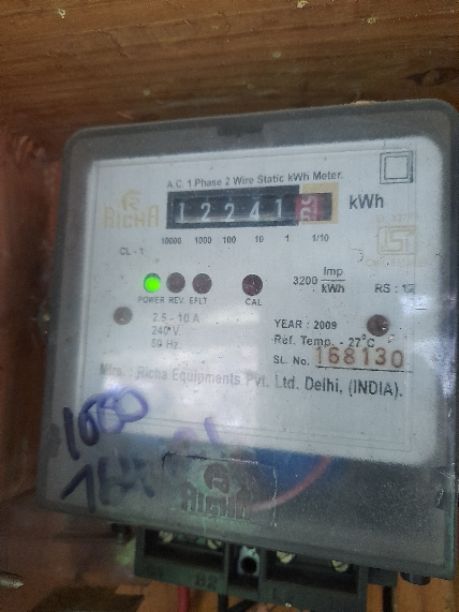 A.C. 1 Phase 2 Wire Static kWh Meter.
RICHA
12241
kWh
10000 1000 100 10 1 1/10
CL - 1
3200 Imp/kWh
POWER REV. EFLT CAL
2.5 - 10 A
240 V.
50 Hz.
YEAR : 2009
Ref. Temp. - 27°C
SL. No. 168130
Mfrs. : Richa Equipments Pvt. Ltd. Delhi, (INDIA).
1000
RICHA